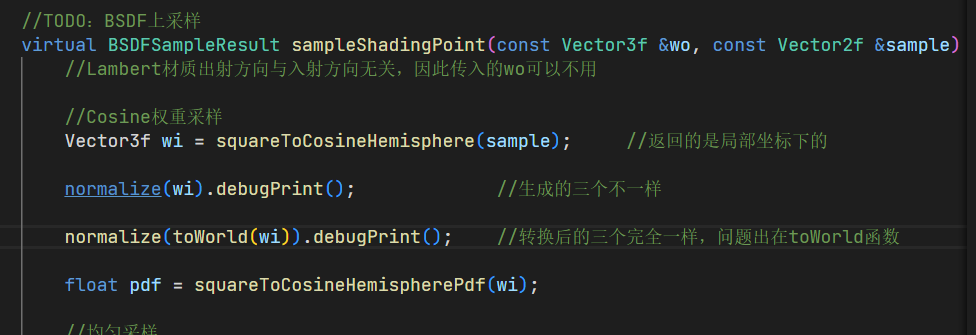 //TODO：BSDF上采样
virtual BSDFSampleResult sampleShadingPoint(const Vector3f &wo, const Vector2f &sample)
//Lambert材质出射方向与入射方向无关，因此传入的wo可以不用
//Cosine权重采样
Vector3f wi = squareToCosineHemisphere(sample); //返回的是局部坐标下的
normalize(wi).debugPrint(); //生成的三个不一样
normalize(toWorld(wi)).debugPrint(); //转换后的三个完全一样，问题出在toWorld函数
float pdf = squareToCosineHemispherePdf(wi);
//均匀采样